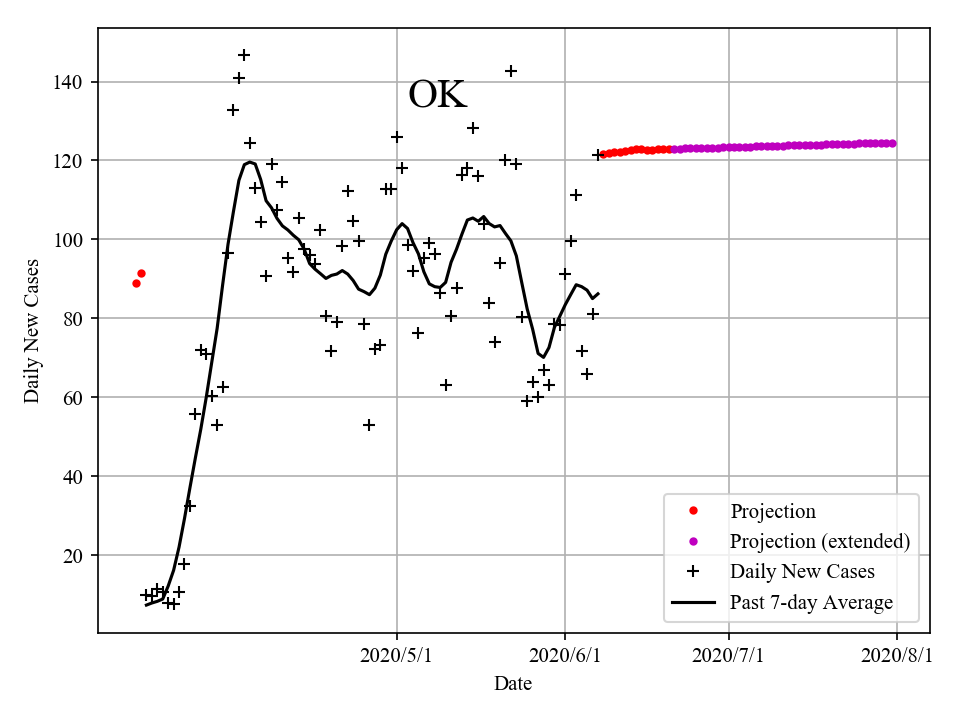 OK
Daily New Cases
140
120
100
80
60
40
20
Projection
Projection (extended)
Daily New Cases
Past 7-day Average
2020/5/1
2020/6/1
2020/7/1
2020/8/1
Date